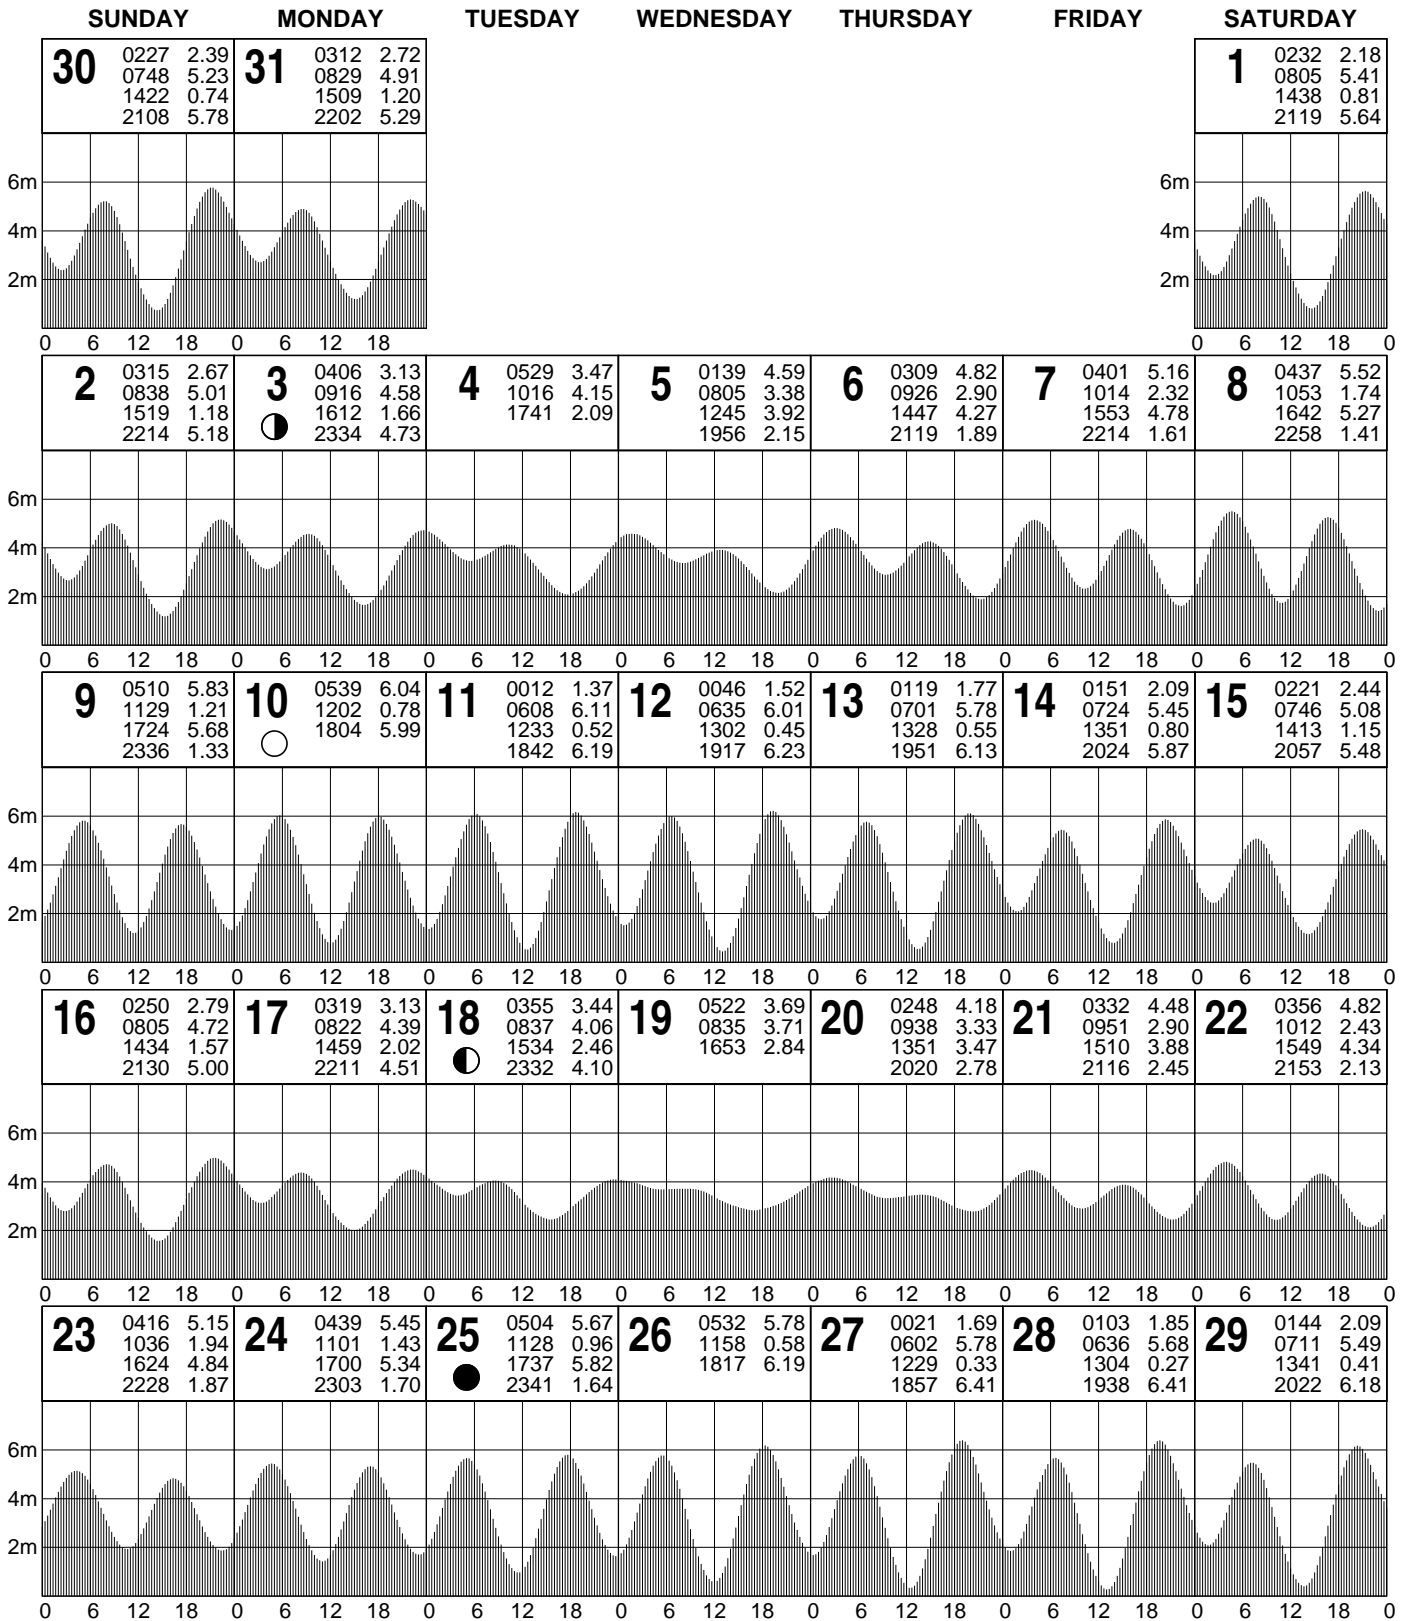 SUNDAY MONDAY TUESDAY WEDNESDAY THURSDAY FRIDAY SATURDAY
30 0227 2.39 31 0312 2.72 1 0232 2.18
0748 5.23 0829 4.91 0805 5.41
1422 0.74 1509 1.20 1438 0.81
2108 5.78 2202 5.29 2119 5.64
6m 6m
4m 4m
2m 2m
0 6 12 18 0 6 12 18 0 6 12 18 0
2 0315 2.67 3 0406 3.13 4 0529 3.47 5 0139 4.59 6 0309 4.82 7 0401 5.16 8 0437 5.52
0838 5.01 0916 4.58 1016 4.15 0805 3.38 0926 2.90 1014 2.32 1053 1.74
1519 1.18 1612 1.66 1741 2.09 1245 3.92 1447 4.27 1553 4.78 1642 5.27
2214 5.18 2334 4.73 1956 2.15 2119 1.89 2214 1.61 2258 1.41
6m
4m
2m
0 6 12 18 0 6 12 18 0 6 12 18 0 6 12 18 0 6 12 18 0 6 12 18 0 6 12 18 0
9 0510 5.83 10 0539 6.04 11 0012 1.37 12 0046 1.52 13 0119 1.77 14 0151 2.09 15 0221 2.44
1129 1.21 1202 0.78 0608 6.11 0635 6.01 0701 5.78 0724 5.45 0746 5.08
1724 5.68 1804 5.99 1233 0.52 1302 0.45 1328 0.55 1351 0.80 1413 1.15
2336 1.33 1842 6.19 1917 6.23 1951 6.13 2024 5.87 2057 5.48
6m
4m
2m
0 6 12 18 0 6 12 18 0 6 12 18 0 6 12 18 0 6 12 18 0 6 12 18 0 6 12 18 0
16 0250 2.79 17 0319 3.13 18 0355 3.44 19 0522 3.69 20 0248 4.18 21 0332 4.48 22 0356 4.82
0805 4.72 0822 4.39 0837 4.06 0835 3.71 0938 3.33 0951 2.90 1012 2.43
1434 1.57 1459 2.02 1534 2.46 1653 2.84 1351 3.47 1510 3.88 1549 4.34
2130 5.00 2211 4.51 2332 4.10 2020 2.78 2116 2.45 2153 2.13
6m
4m
2m
0 6 12 18 0 6 12 18 0 6 12 18 0 6 12 18 0 6 12 18 0 6 12 18 0 6 12 18 0
23 0416 5.15 24 0439 5.45 25 0504 5.67 26 0532 5.78 27 0021 1.69 28 0103 1.85 29 0144 2.09
1036 1.94 1101 1.43 1128 0.96 1158 0.58 0602 5.78 0636 5.68 0711 5.49
1624 4.84 1700 5.34 1737 5.82 1817 6.19 1229 0.33 1304 0.27 1341 0.41
2228 1.87 2303 1.70 2341 1.64 1857 6.41 1938 6.41 2022 6.18
6m
4m
2m
0 6 12 18 0 6 12 18 0 6 12 18 0 6 12 18 0 6 12 18 0 6 12 18 0 6 12 18 0